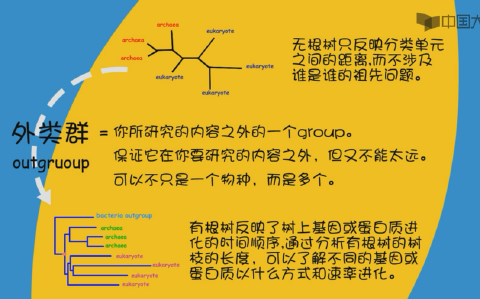 中国大
archaea
archaea
archaea
eukaryote
eukaryote
eukaryote
eukaryote
无根树只反映分类单元
之间的距离,而不涉及
谁是谁的祖先问题。
外类群
outgruoup
= 你所研究的内容之外的一个group。
保证它在你要研究的内容之外，但又不能太远。
可以不只是一个物种，而是多个。
bacteria outgroup
archaea
archaea
archaea
eukaryote
eukaryote
eukaryote
eukaryote
有根树反映了树上基因或蛋白质进
化的时间顺序,通过分析有根树的树
枝的长度，可以了解不同的基因或
蛋白质以什么方式和速率进化。